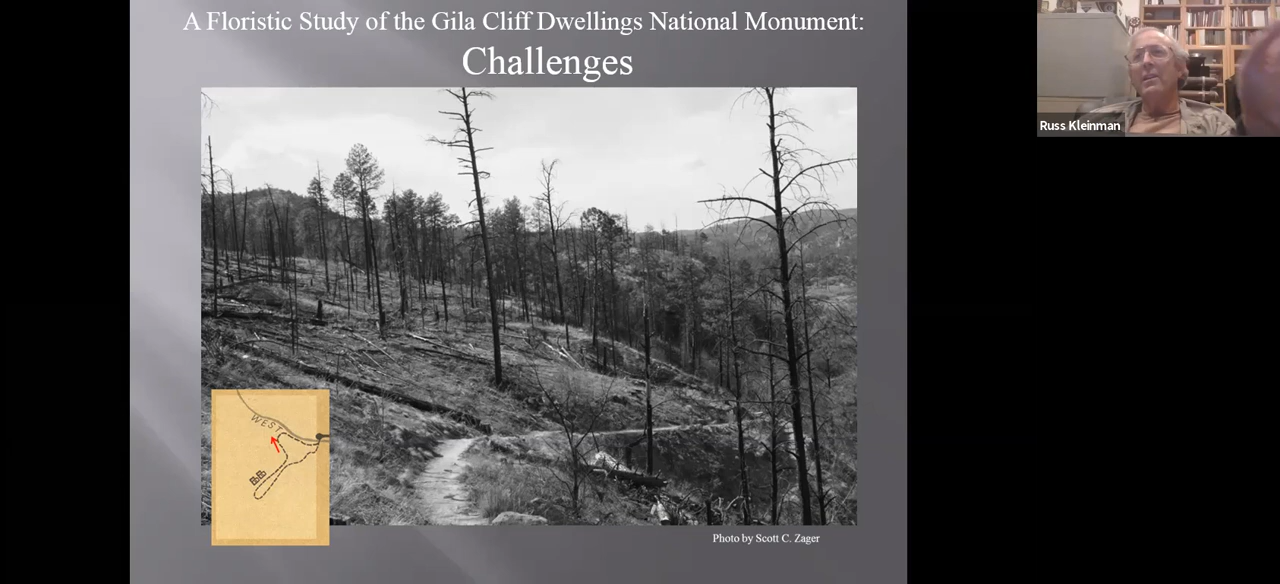 A Floristic Study of the Gila Cliff Dwellings National Monument:
Challenges
Russ Kleinman
WEST
Photo by Scott C. Zager